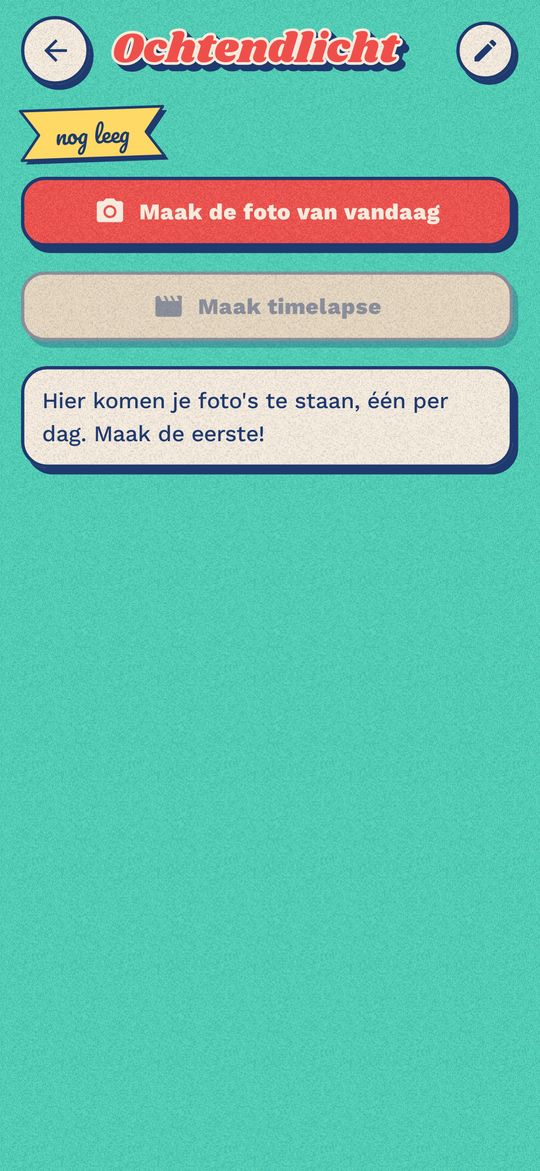 Ochtendlicht
nog leeg
Maak de foto van vandaag
Maak timelapse
Hier komen je foto's te staan, één per
dag. Maak de eerste!